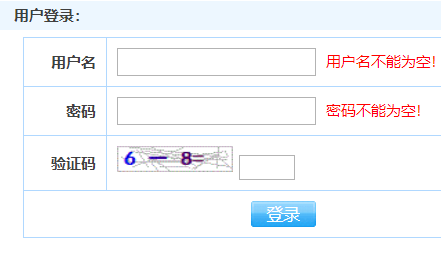 用户登录：
用户名 用户名不能为空!
密码 密码不能为空!
验证码 6 — 8=
登录